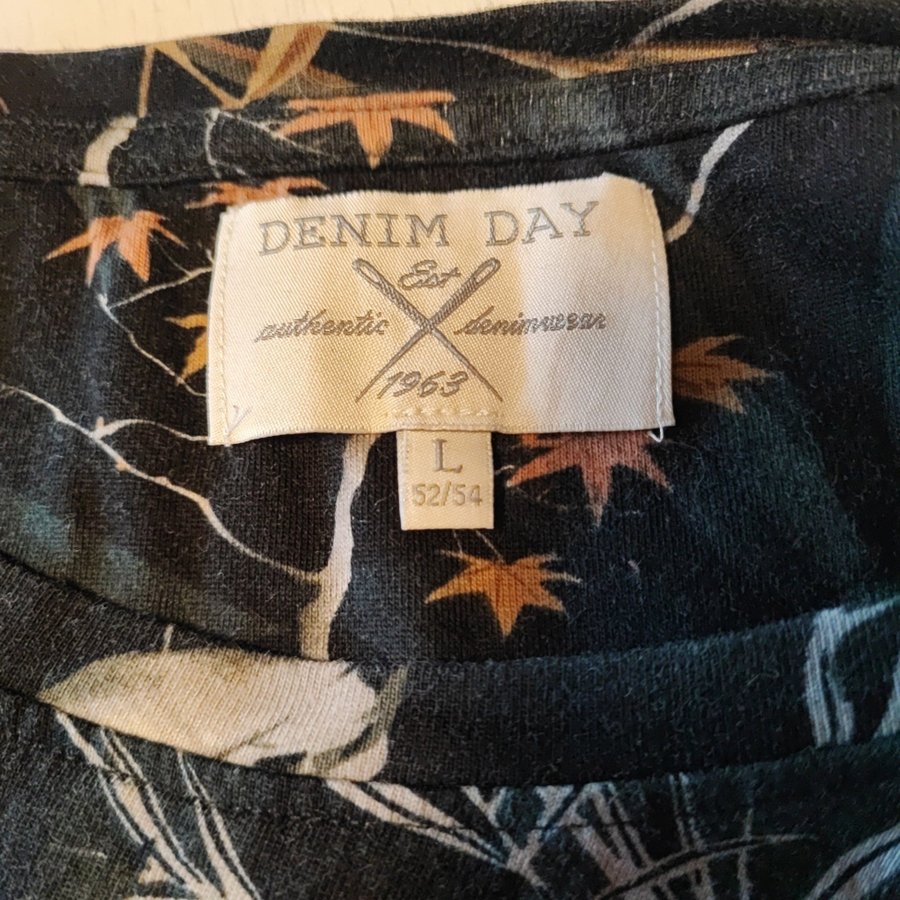 DENIM DAY
Est
authentic denimwear
1963
L
52/54